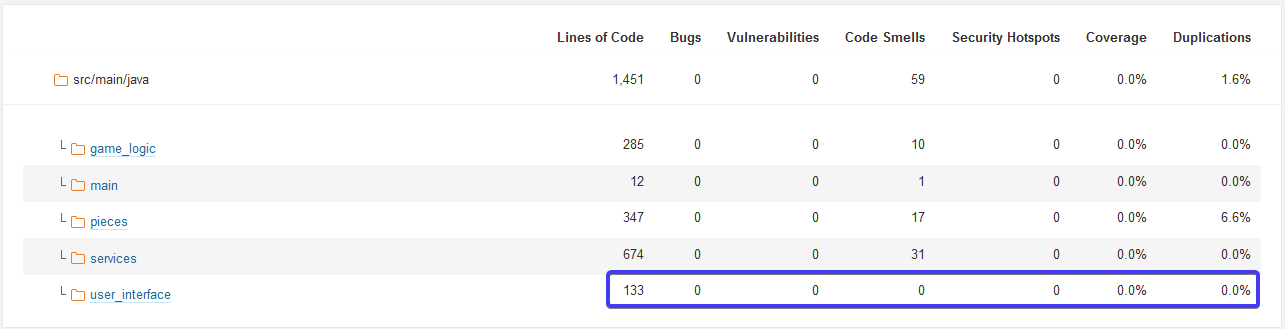 Lines of Code Bugs Vulnerabilities Code Smells Security Hotspots Coverage Duplications
src/main/java 1,451 0 0 59 0 0.0% 1.6%
game_logic 285 0 0 10 0 0.0% 0.0%
main 12 0 0 1 0 0.0% 0.0%
pieces 347 0 0 17 0 0.0% 6.6%
services 674 0 0 31 0 0.0% 0.0%
user_interface 133 0 0 0 0 0.0% 0.0%